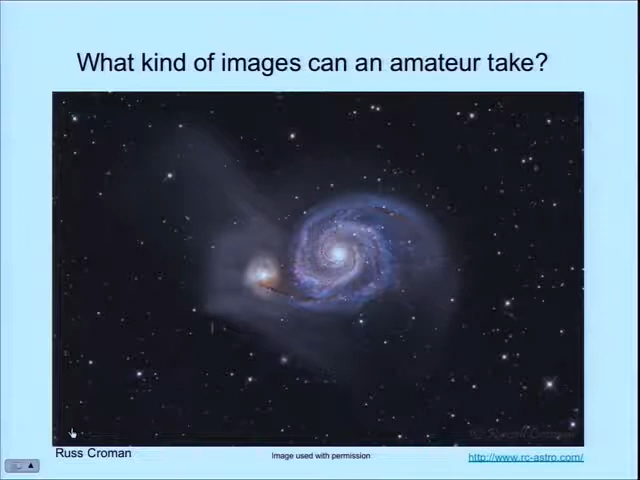 What kind of images can an amateur take?
Russ Croman
Image used with permission
http://www.rc-astro.com/